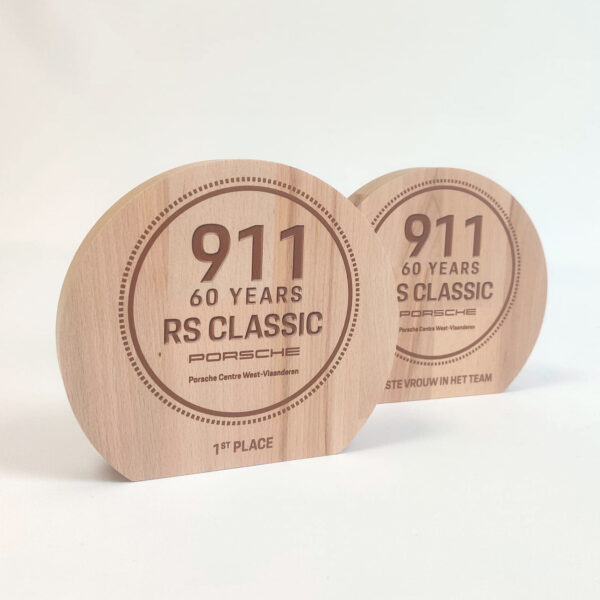 911
60 YEARS
RS CLASSIC
PORSCHE
Porsche Centre West-Vlaanderen
1ST PLACE
911
60 YEARS
S CLASSIC
PORSCHE
Porsche Centre West-Vlaanderen
STE VROUW IN HET TEAM